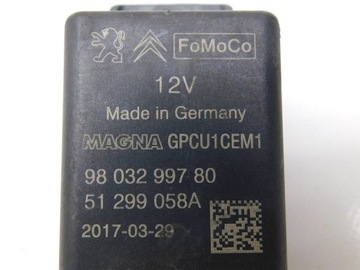 FoMoCo
12V
Made in Germany
MAGNA GPCU1CEM1
98 032 997 80
51 299 058A
2017-03-29